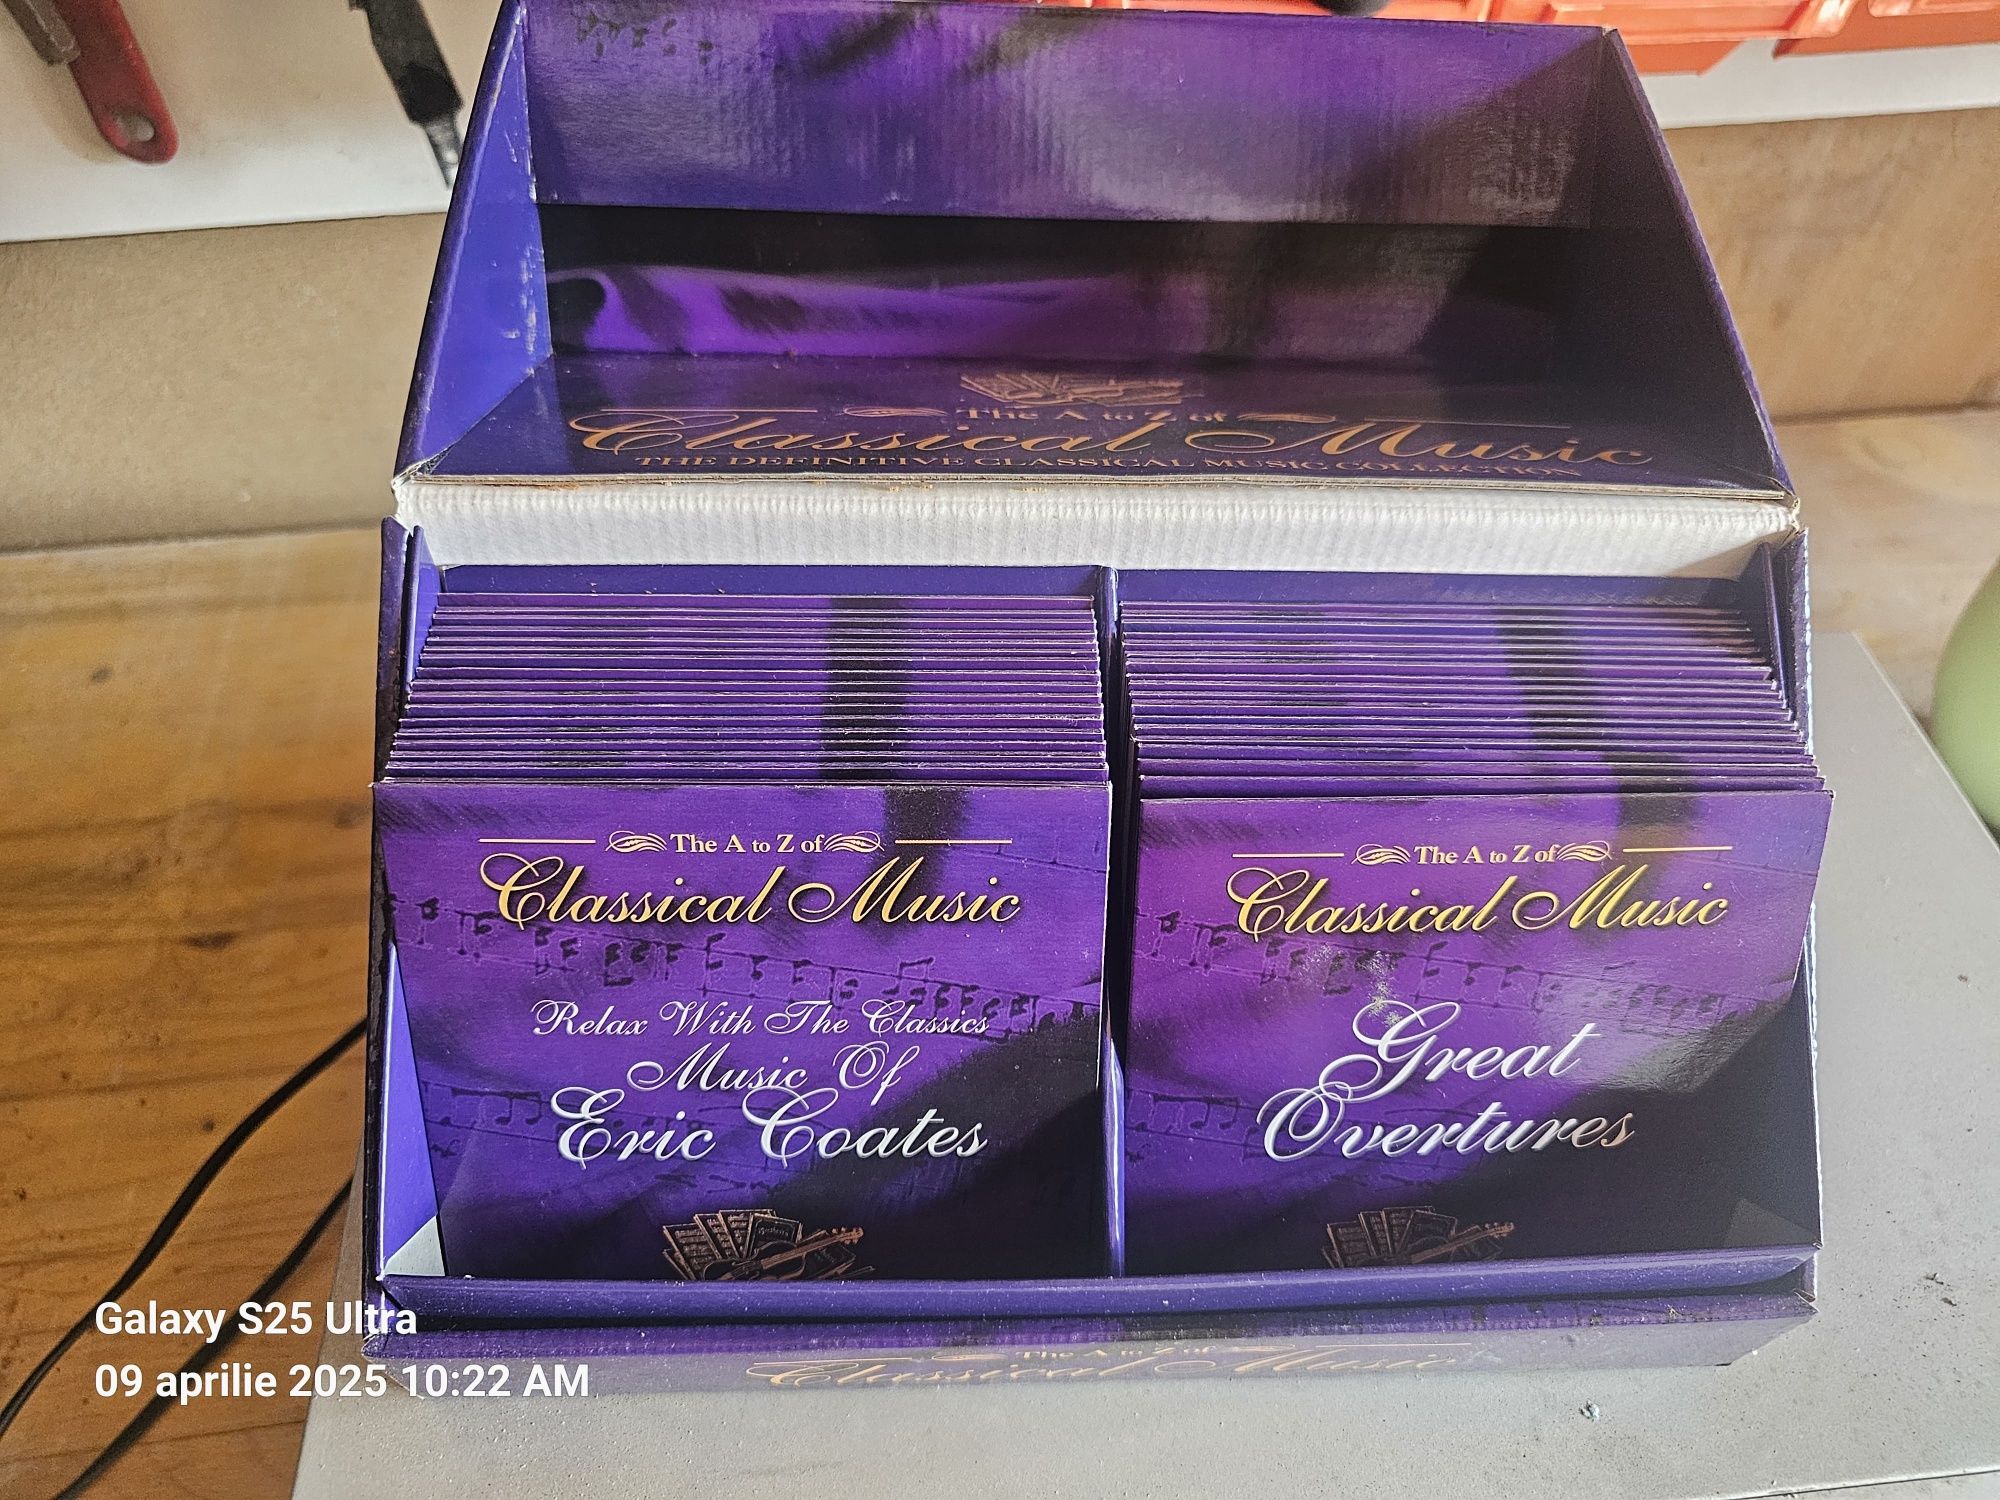 The A to Z of
Classical Music
THE DEFINITIVE CLASSICAL MUSIC COLLECTION
The A to Z of
Classical Music
Relax With The Classics
Music Of
Eric Coates
The A to Z of
Classical Music
Great
Overtures
The A to Z of
Classical Music
Galaxy S25 Ultra
09 aprilie 2025 10:22 AM